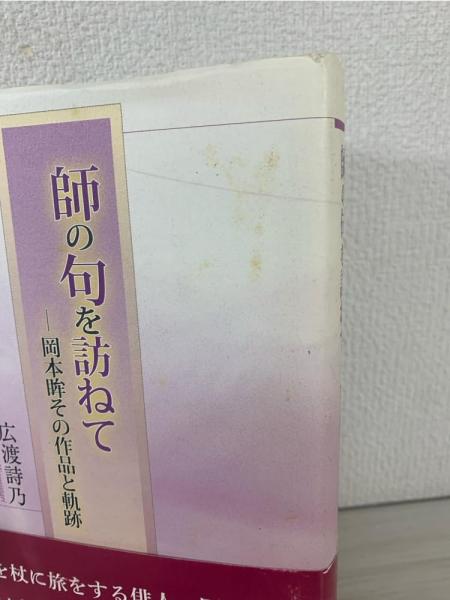 師の句を訪ねて
―岡本眸その作品と軌跡
広渡詩乃
を杖に旅をする俳人